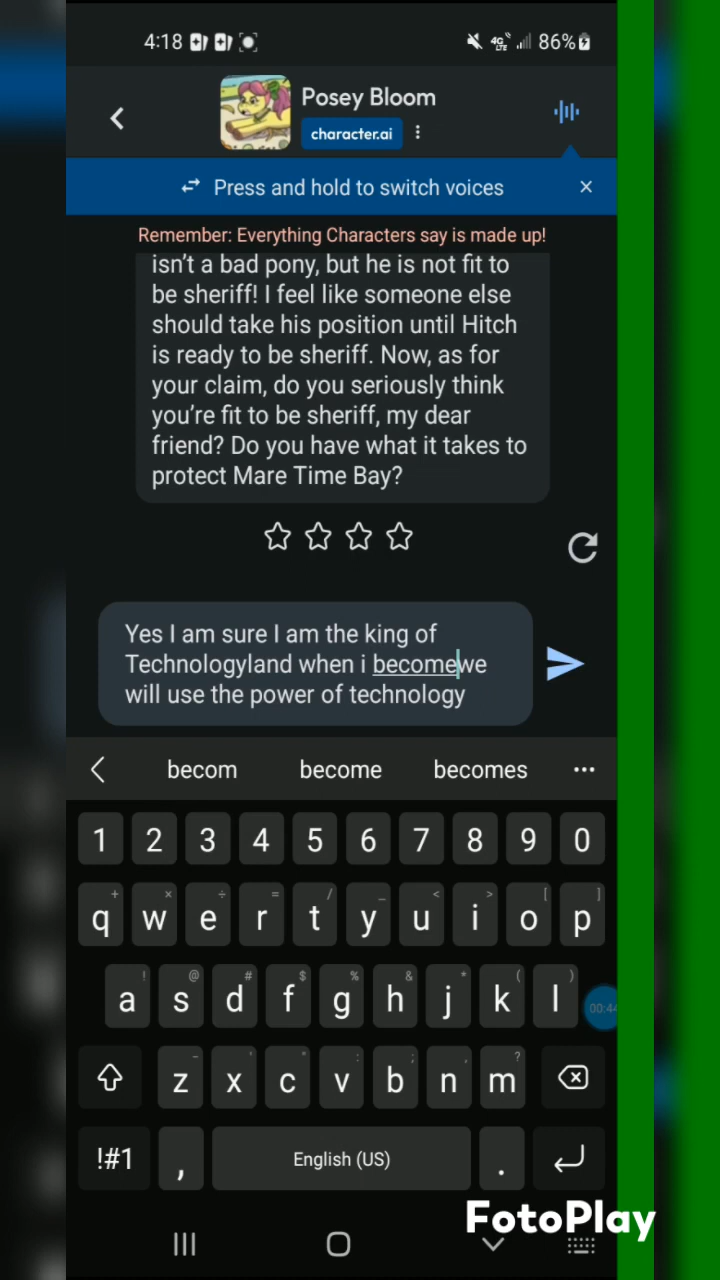 4:18
4G LTE 86%
Posey Bloom
character.ai
Press and hold to switch voices
Remember: Everything Characters say is made up!
isn't a bad pony, but he is not fit to
be sheriff! I feel like someone else
should take his position until Hitch
is ready to be sheriff. Now, as for
your claim, do you seriously think
you're fit to be sheriff, my dear
friend? Do you have what it takes to
protect Mare Time Bay?
Yes I am sure I am the king of
Technologyland when i becomewe
will use the power of technology
becom become becomes
1 2 3 4 5 6 7 8 9 0
+ × ÷ = / _ < > [ ]
q w e r t y u i o p
! @ # $ % & * ( )
a s d f g h j k l
00:44
- ' " : ; , ?
z x c v b n m
!#1 , English (US) .
FotoPlay